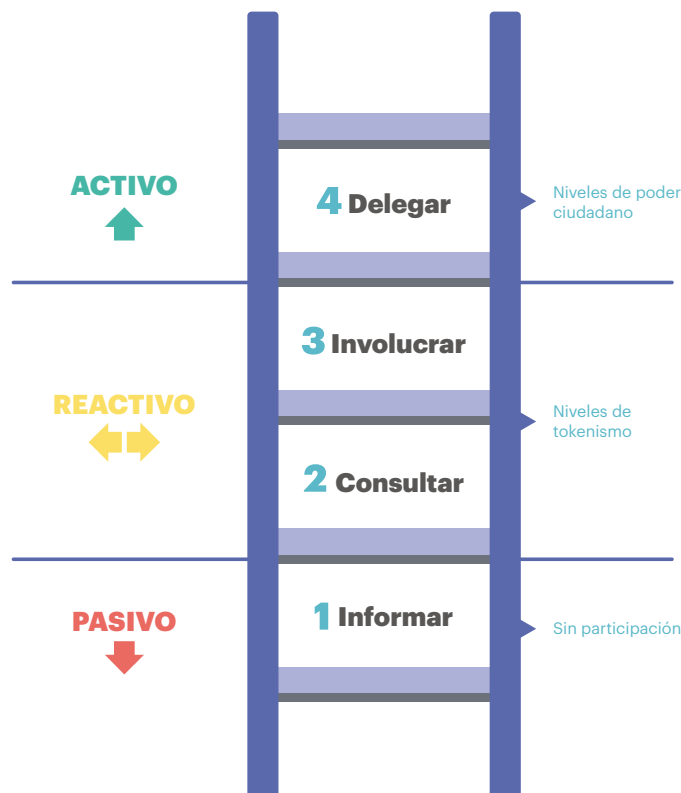 ACTIVO
4 Delegar
Niveles de poder
ciudadano
3 Involucrar
REACTIVO
Niveles de
tokenismo
2 Consultar
PASIVO
1 Informar
Sin participación